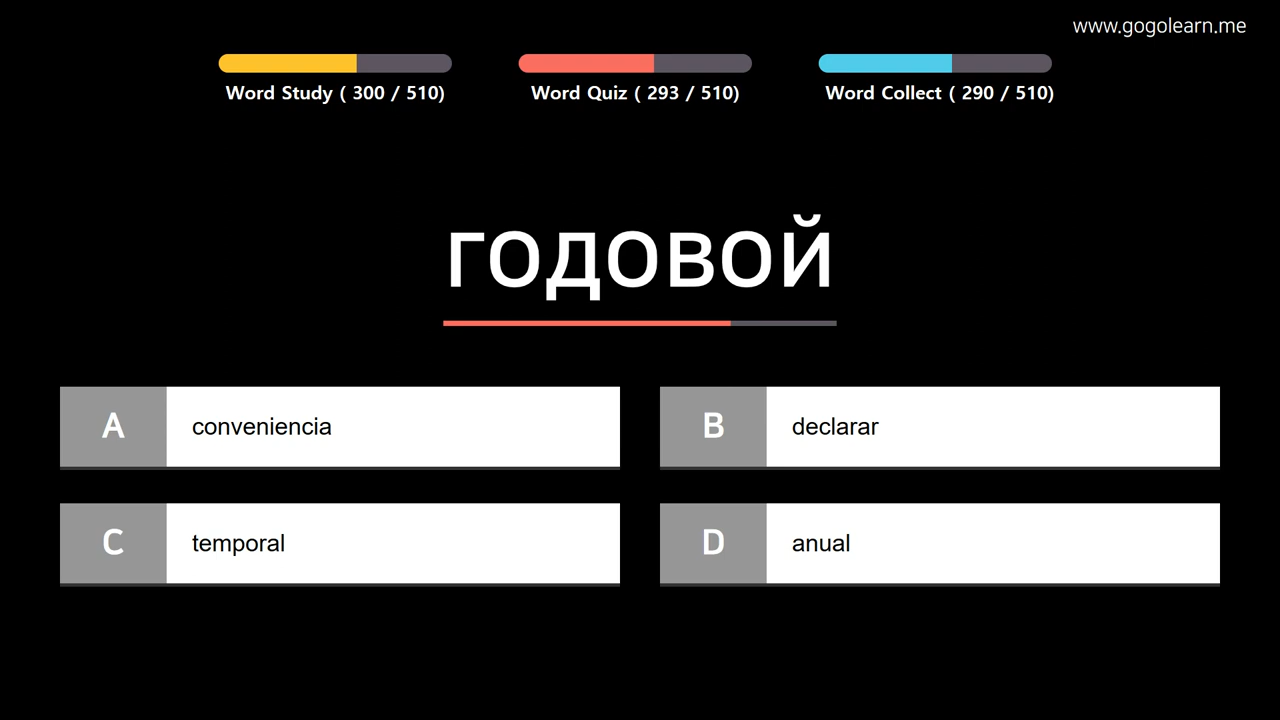 www.gogolearn.me
Word Study ( 300 / 510)
Word Quiz ( 293 / 510)
Word Collect ( 290 / 510)
годовой
A
conveniencia
B
declarar
C
temporal
D
anual